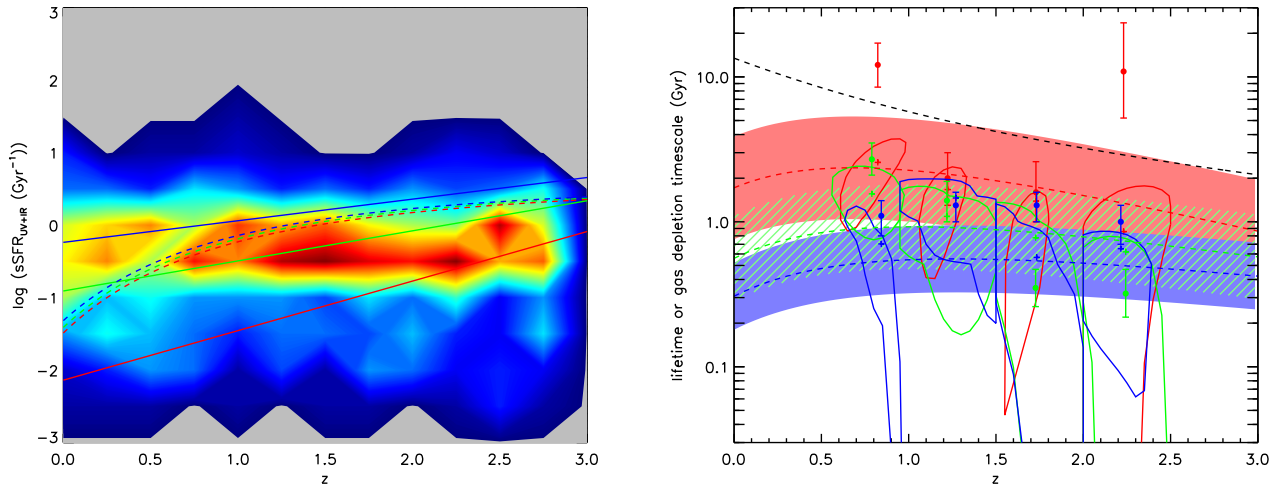 3
2
1
0
−1
−2
−3
log (sSFR_UV+IR (Gyr⁻¹))
0.0 0.5 1.0 1.5 2.0 2.5 3.0
z
10.0
1.0
0.1
lifetime or gas depletion timescale (Gyr)
0.0 0.5 1.0 1.5 2.0 2.5 3.0
z